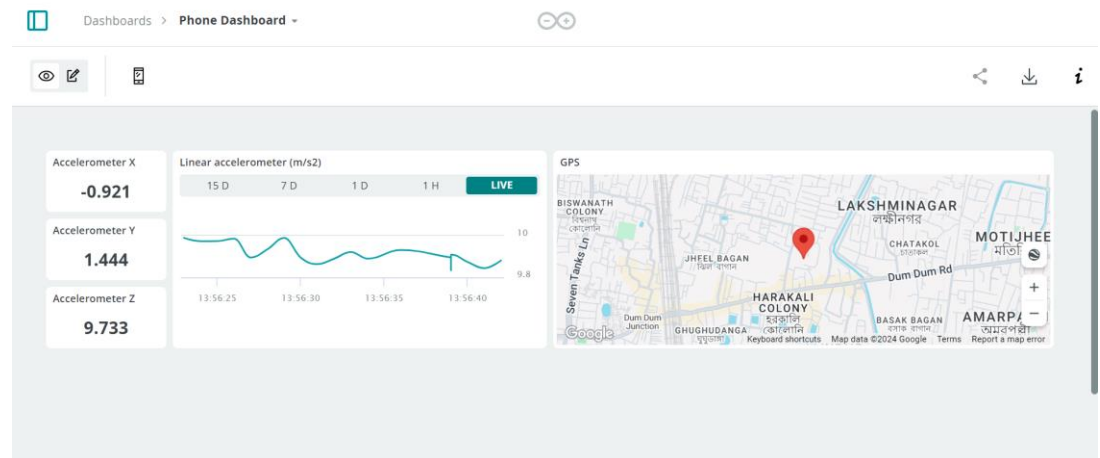 Dashboards > Phone Dashboard
i
Accelerometer X
-0.921
Accelerometer Y
1.444
Accelerometer Z
9.733
Linear accelerometer (m/s2)
15 D 7 D 1 D 1 H LIVE
10
9.8
13:56:25 13:56:30 13:56:35 13:56:40
GPS
BISWANATH
COLONY
বিশ্বনাথ
কোলোনি
Seven Tanks Ln
JHEEL BAGAN
ঝিল বাগান
LAKSHMINAGAR
লক্ষ্মীনগর
CHATAKOL
চটাকল
MOTIJHEE
মতিঝি
Dum Dum Rd
HARAKALI
COLONY
হরকালি
কোলোনি
Dum Dum
Junction
GHUGHUDANGA
ঘুঘুডাঙ্গা
BASAK BAGAN
বসাক বাগান
AMARPA
অমরপল্লী
Google
Keyboard shortcuts Map data ©2024 Google Terms Report a map error